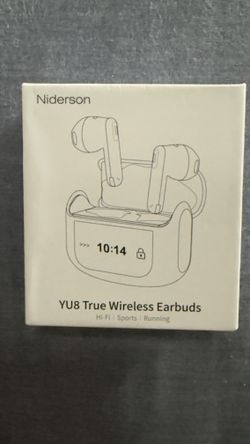 Niderson
>>> 10:14
YU8 True Wireless Earbuds
Hi-Fi | Sports | Running